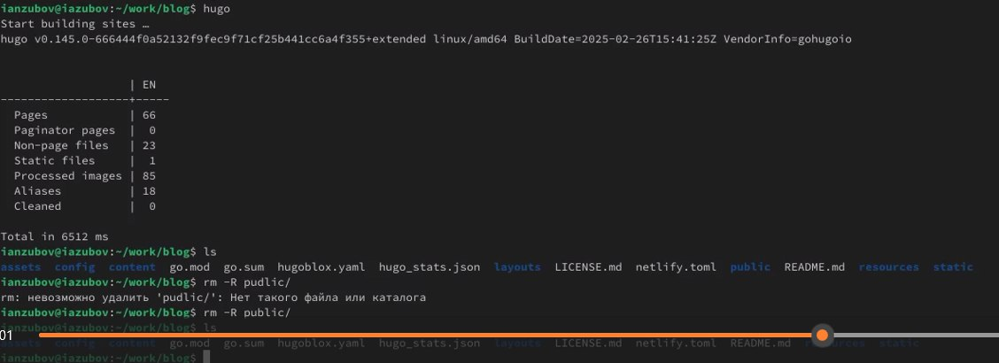 ianzubov@iazubov:~/work/blog$ hugo
Start building sites …
hugo v0.145.0-666444f0a52132f9fec9f71cf25b441cc6a4f355+extended linux/amd64 BuildDate=2025-02-26T15:41:25Z VendorInfo=gohugoio
| EN
-------------------+-----
Pages | 66
Paginator pages | 0
Non-page files | 23
Static files | 1
Processed images | 85
Aliases | 18
Cleaned | 0
Total in 6512 ms
ianzubov@iazubov:~/work/blog$ ls
assets config content go.mod go.sum hugoblox.yaml hugo_stats.json layouts LICENSE.md netlify.toml public README.md resources static
ianzubov@iazubov:~/work/blog$ rm -R pudlic/
rm: невозможно удалить 'pudlic/': Нет такого файла или каталога
ianzubov@iazubov:~/work/blog$ rm -R public/
ianzubov@iazubov:~/work/blog$ ls
01 assets config content go.mod go.sum hugoblox.yaml hugo_stats.json layouts LICENSE.md netlify.toml README.md resources static
ianzubov@iazubov:~/work/blog$